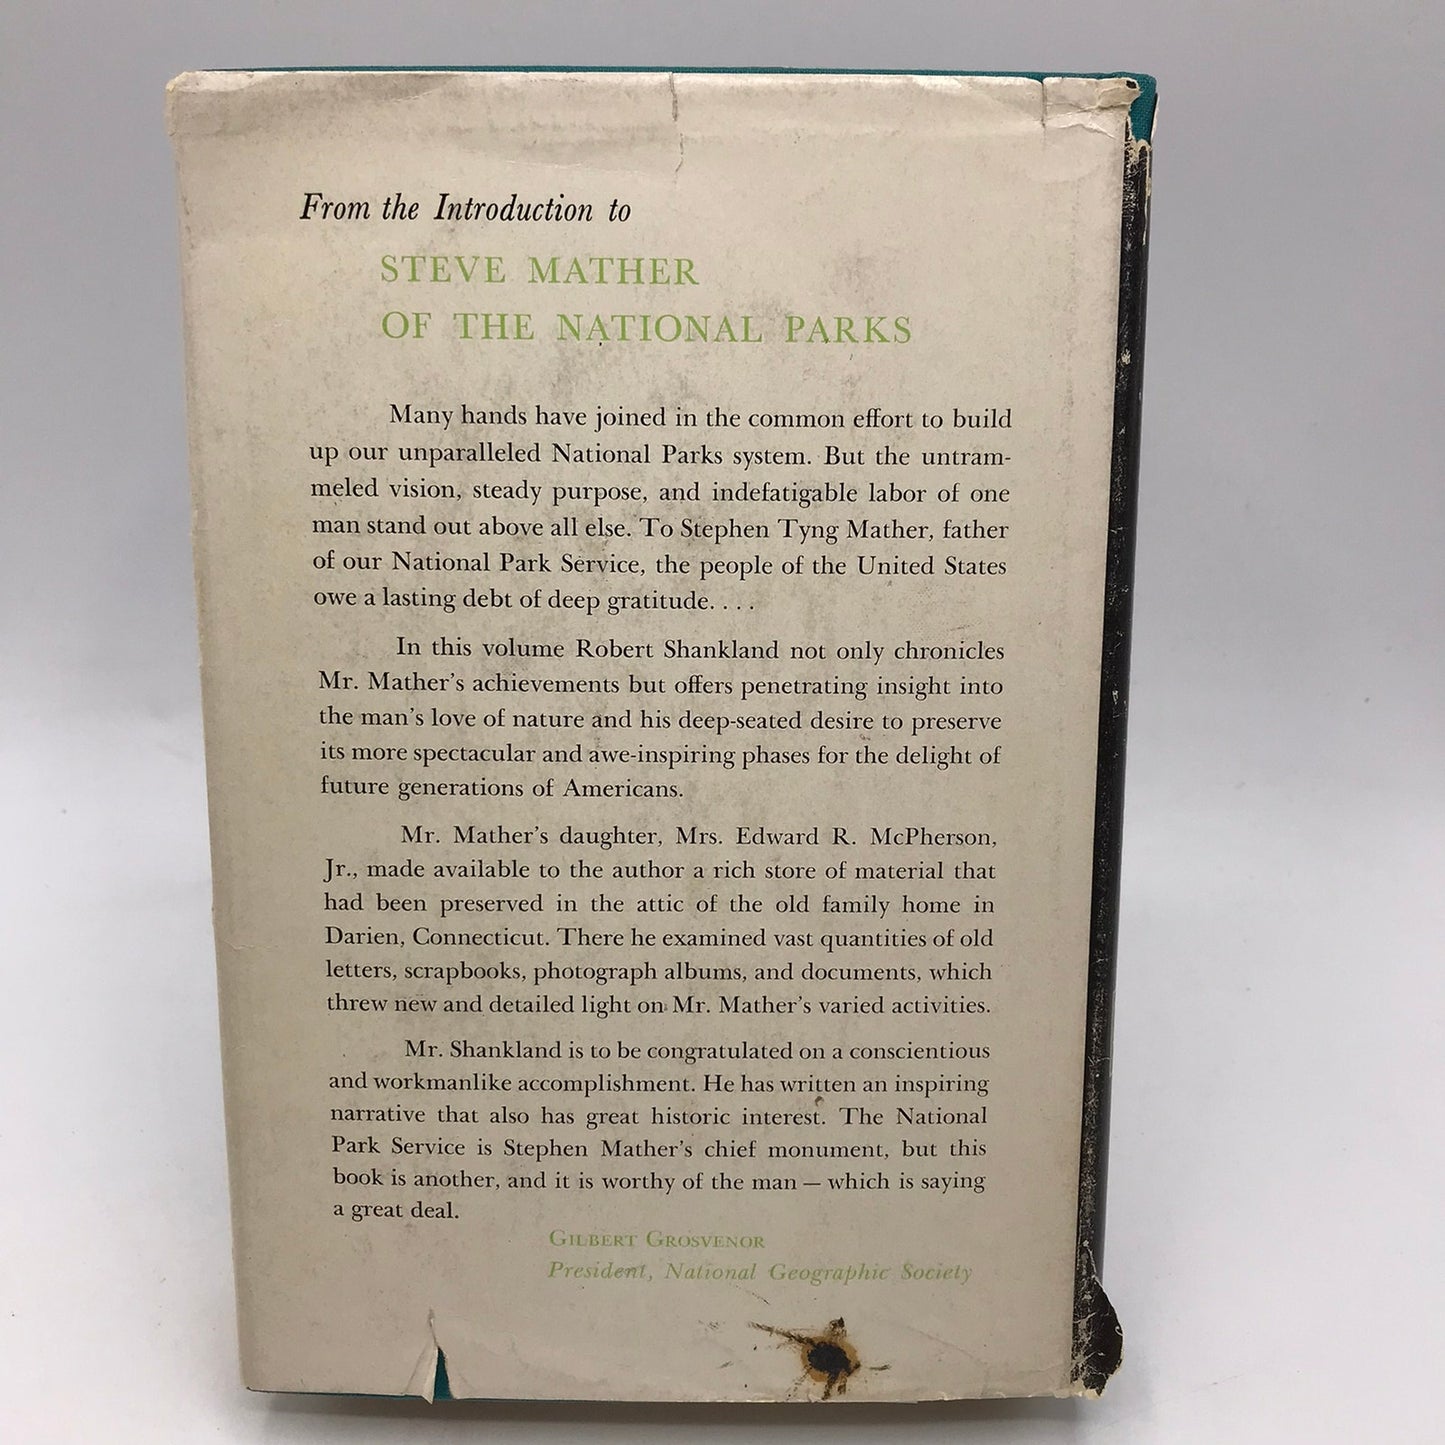 From the Introduction to
STEVE MATHER
OF THE NATIONAL PARKS
Many hands have joined in the common effort to build
up our unparalleled National Parks system. But the untram-
meled vision, steady purpose, and indefatigable labor of one
man stand out above all else. To Stephen Tyng Mather, father
of our National Park Service, the people of the United States
owe a lasting debt of deep gratitude. . . .
In this volume Robert Shankland not only chronicles
Mr. Mather's achievements but offers penetrating insight into
the man's love of nature and his deep-seated desire to preserve
its more spectacular and awe-inspiring phases for the delight of
future generations of Americans.
Mr. Mather's daughter, Mrs. Edward R. McPherson,
Jr., made available to the author a rich store of material that
had been preserved in the attic of the old family home in
Darien, Connecticut. There he examined vast quantities of old
letters, scrapbooks, photograph albums, and documents, which
threw new and detailed light on Mr. Mather's varied activities.
Mr. Shankland is to be congratulated on a conscientious
and workmanlike accomplishment. He has written an inspiring
narrative that also has great historic interest. The National
Park Service is Stephen Mather's chief monument, but this
book is another, and it is worthy of the man — which is saying
a great deal.
GILBERT GROSVENOR
President, National Geographic Society